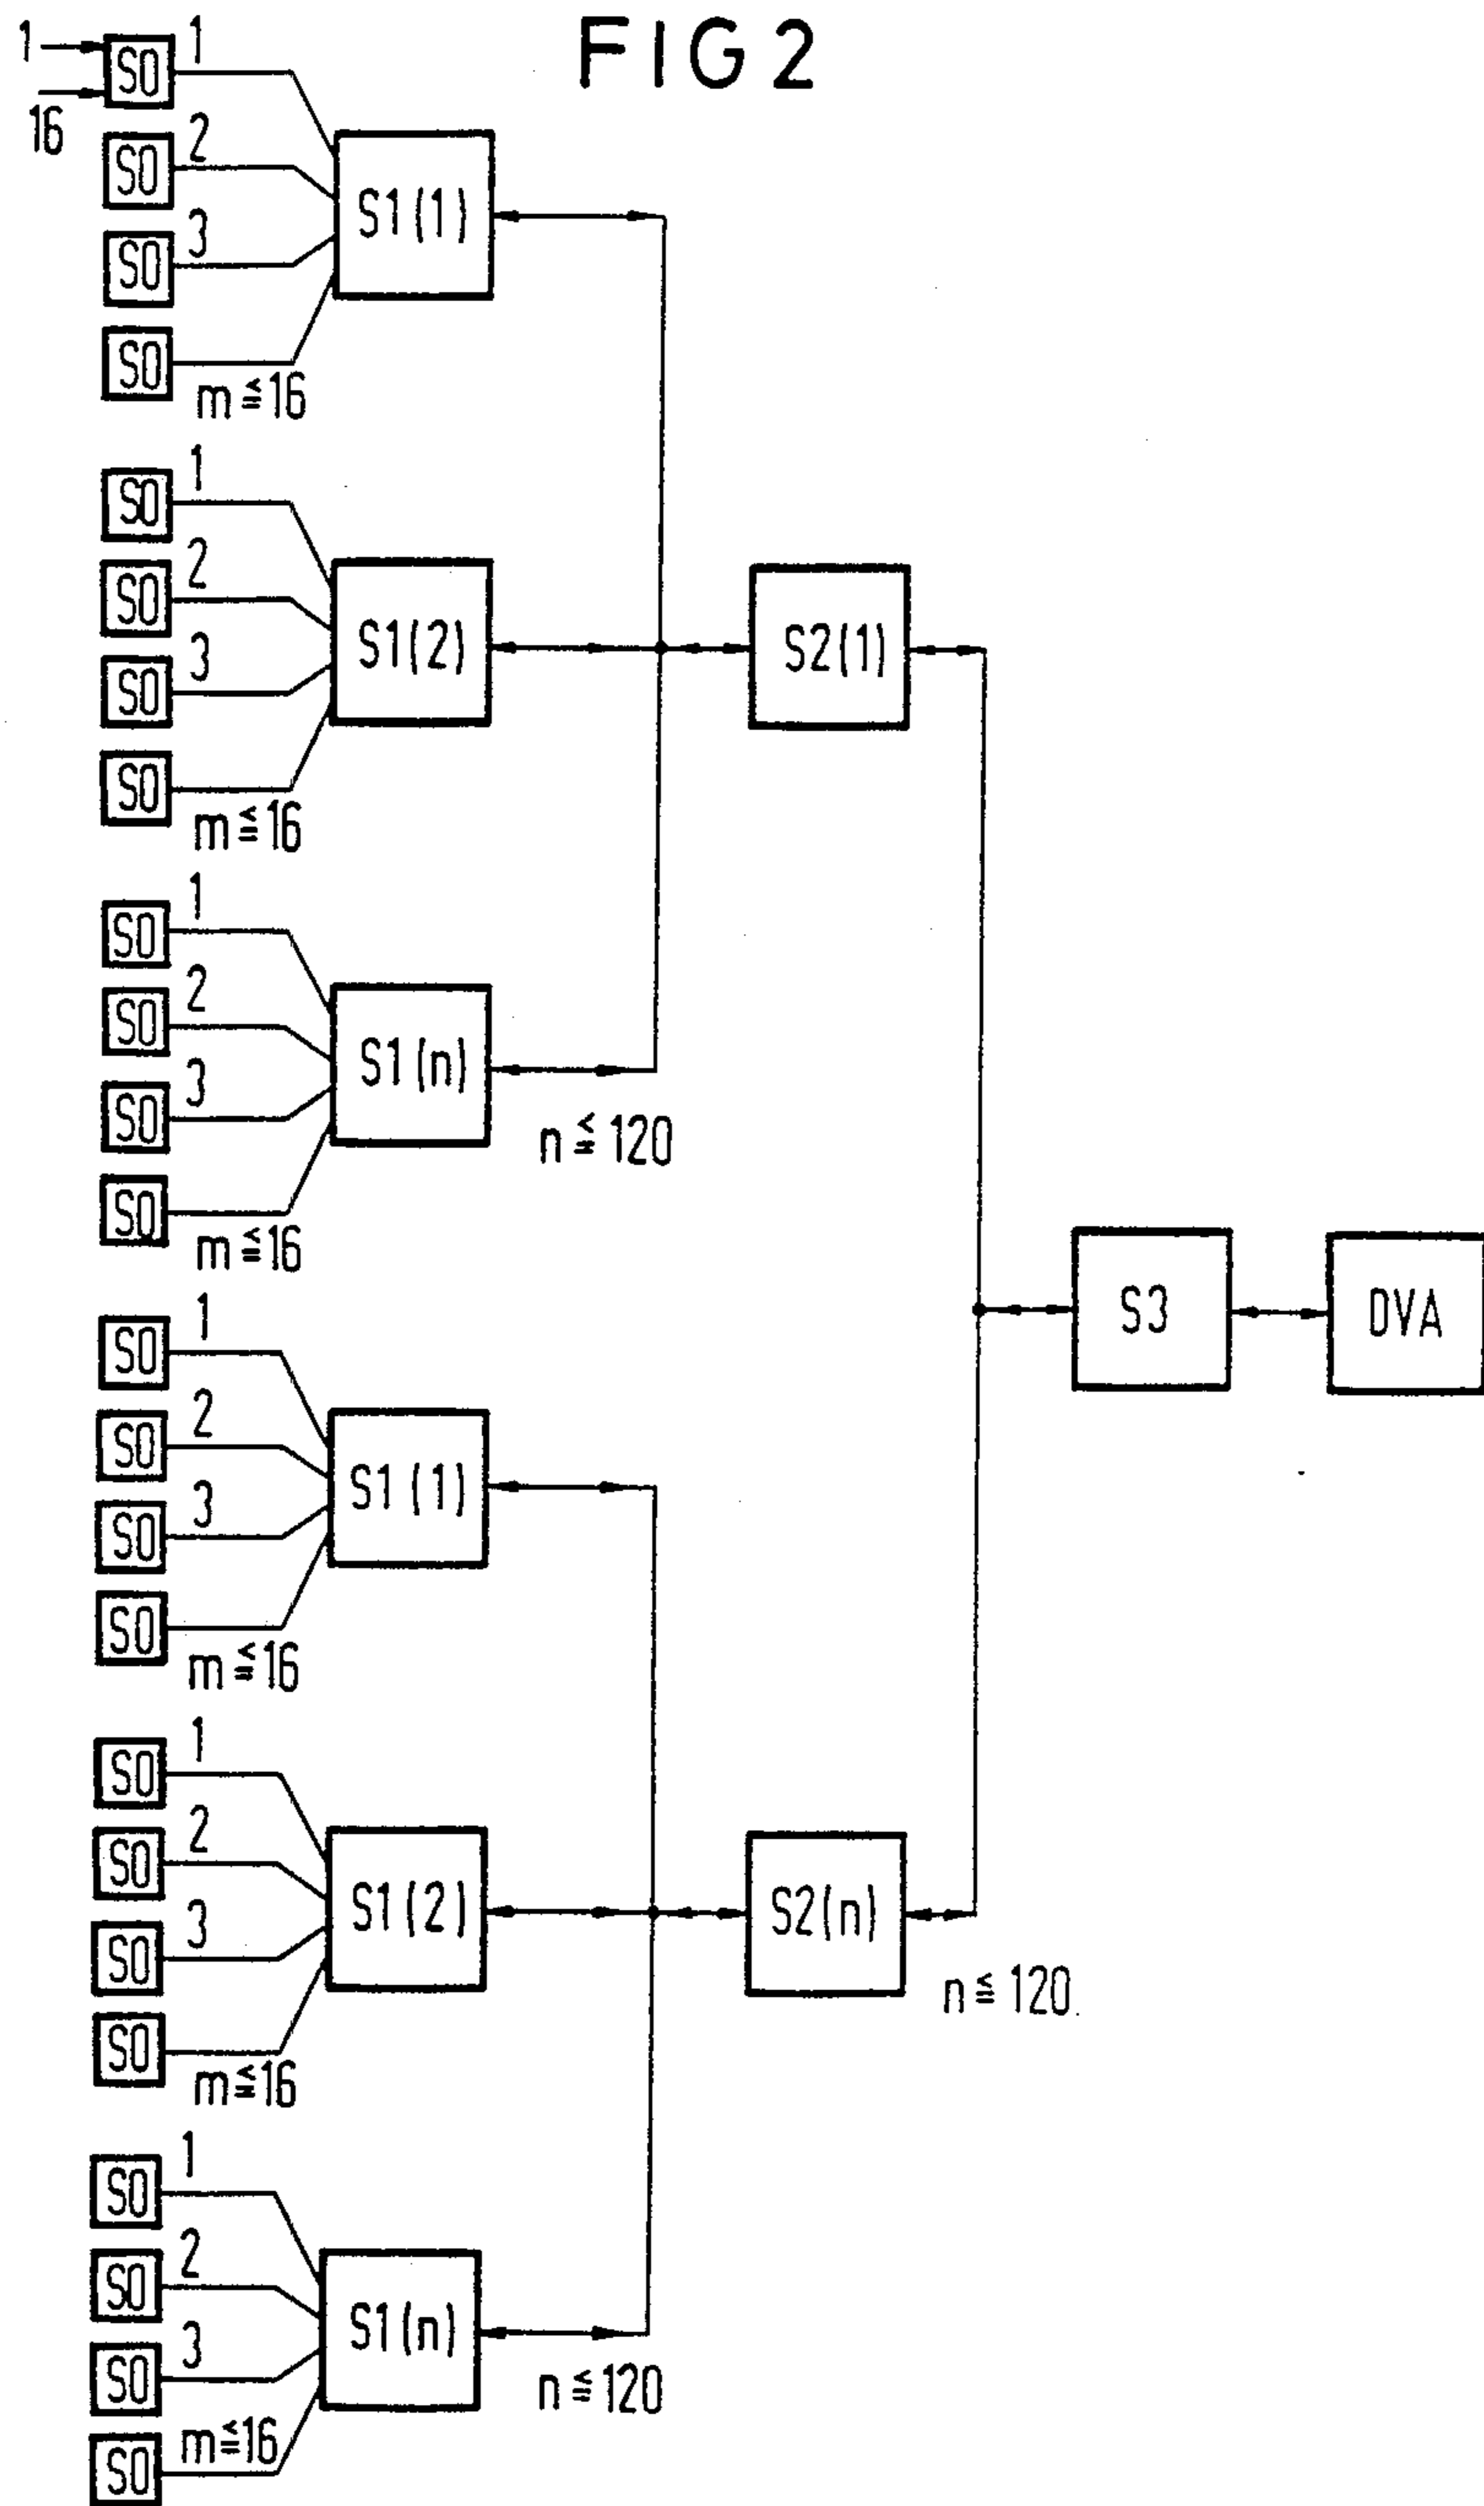 FIG 2
1
S0
1
16
S0
2
S0
3
S0
m ≦ 16
S1(1)
S0
1
S0
2
S0
3
S0
m ≦ 16
S1(2)
S2(1)
S0
1
S0
2
S0
3
S0
m ≦ 16
S1(n)
n ≦ 120
S3
DVA
S0
1
S0
2
S0
3
S0
m ≦ 16
S1(1)
S0
1
S0
2
S0
3
S0
m ≦ 16
S1(2)
S2(n)
n ≦ 120
S0
1
S0
2
S0
3
S0
m ≦ 16
S1(n)
n ≦ 120